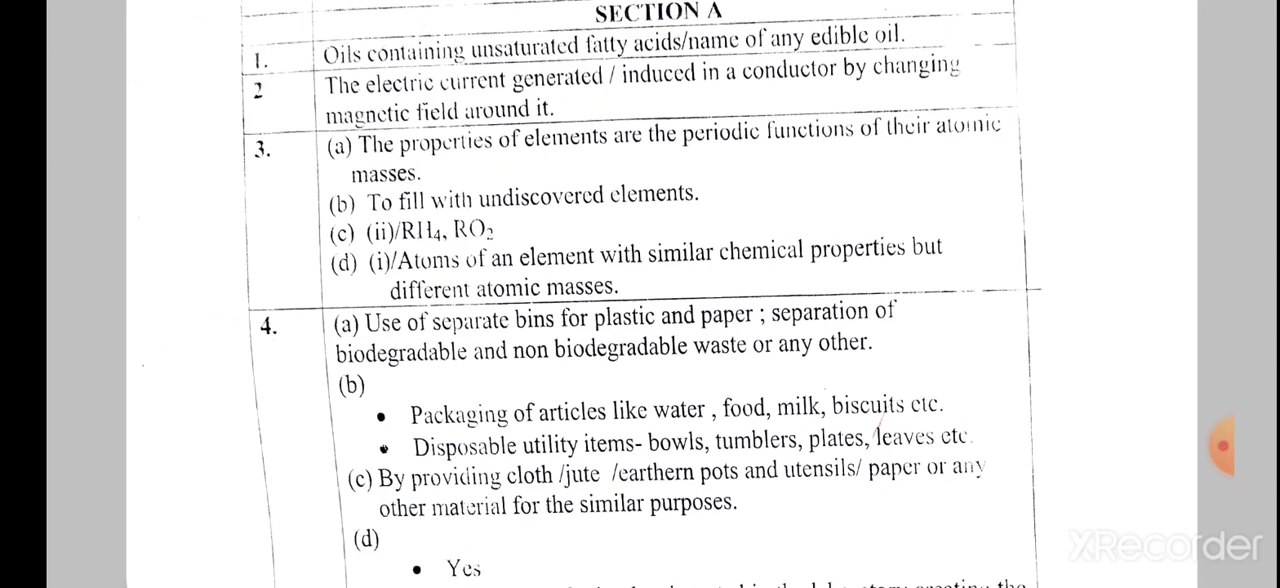 SECTION A
1. Oils containing unsaturated fatty acids/name of any edible oil.
2 The electric current generated / induced in a conductor by changing
magnetic field around it.
3. (a) The properties of elements are the periodic functions of their atomic
masses.
(b) To fill with undiscovered elements.
(c) (ii)/RH₄, RO₂
(d) (i)/Atoms of an element with similar chemical properties but
different atomic masses.
4. (a) Use of separate bins for plastic and paper ; separation of
biodegradable and non biodegradable waste or any other.
(b)
• Packaging of articles like water , food, milk, biscuits etc.
• Disposable utility items- bowls, tumblers, plates, leaves etc.
(c) By providing cloth /jute /earthern pots and utensils/ paper or any
other material for the similar purposes.
(d)
• Yes
the
XRecorder